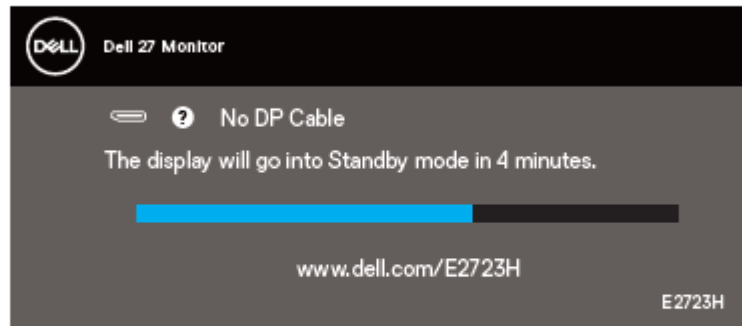 DELL Dell 27 Monitor
? No DP Cable
The display will go into Standby mode in 4 minutes.
www.dell.com/E2723H
E2723H